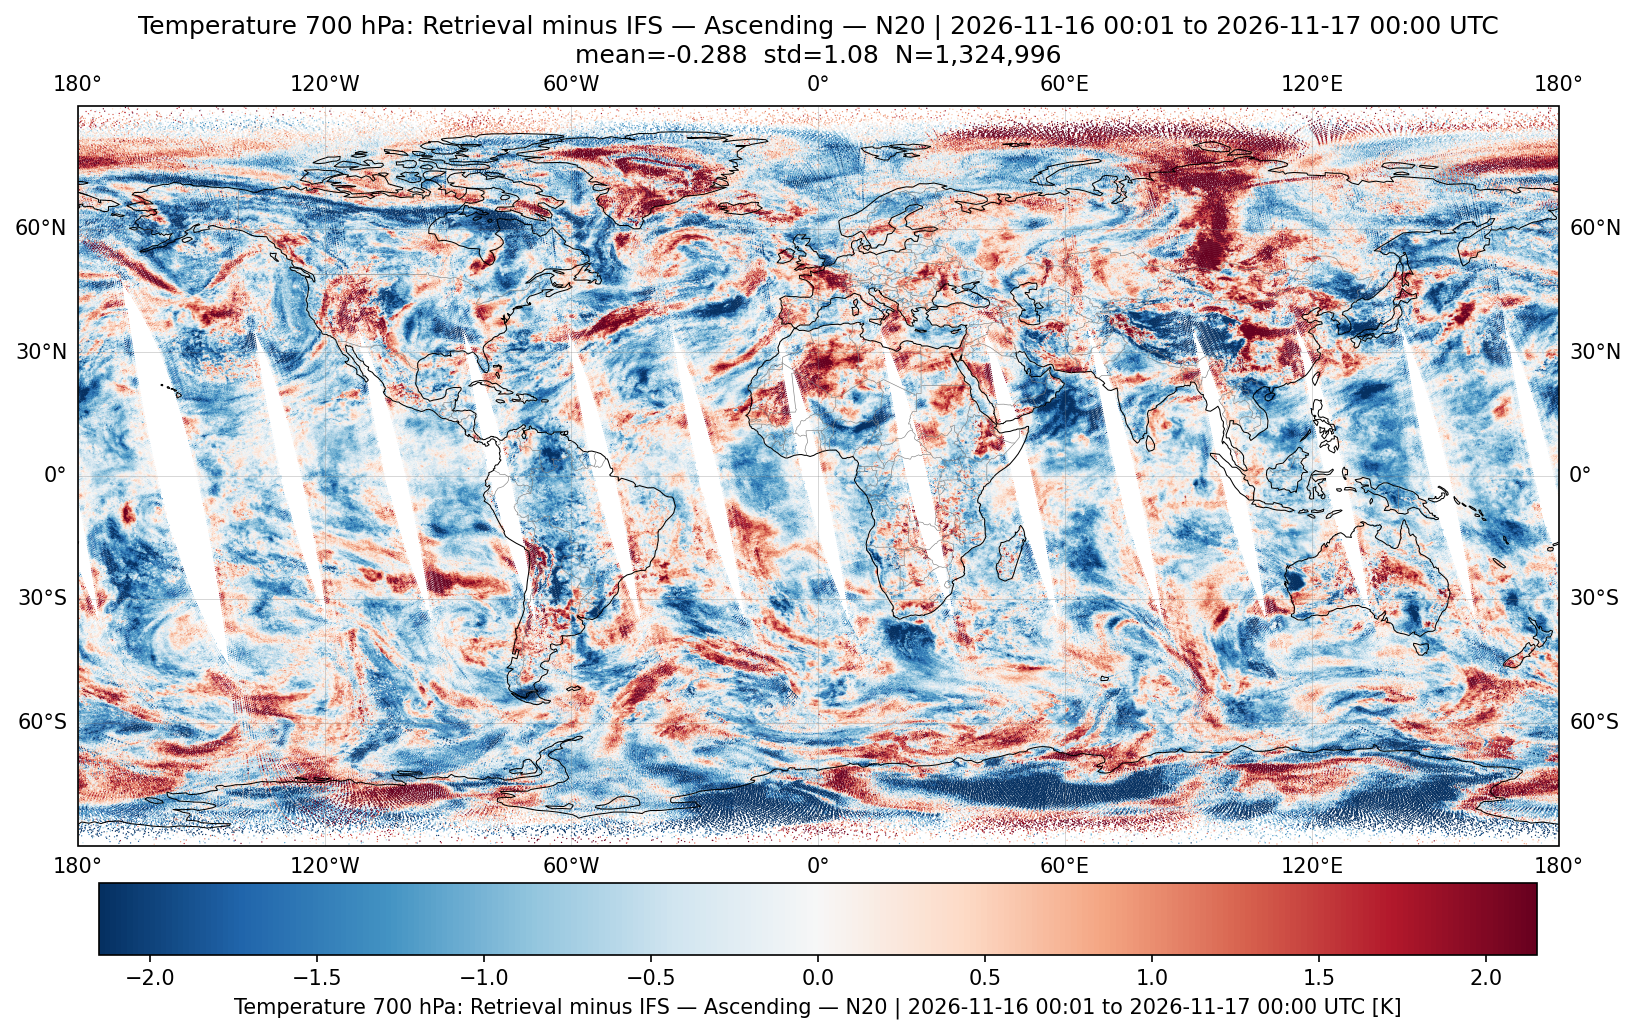 Temperature 700 hPa: Retrieval minus IFS — Ascending — N20 | 2026-11-16 00:01 to 2026-11-17 00:00 UTC
mean=-0.288  std=1.08  N=1,324,996
180° 120°W 60°W 0° 60°E 120°E 180°
60°N 60°N
30°N 30°N
0° 0°
30°S 30°S
60°S 60°S
180° 120°W 60°W 0° 60°E 120°E 180°
−2.0 −1.5 −1.0 −0.5 0.0 0.5 1.0 1.5 2.0
Temperature 700 hPa: Retrieval minus IFS — Ascending — N20 | 2026-11-16 00:01 to 2026-11-17 00:00 UTC [K]